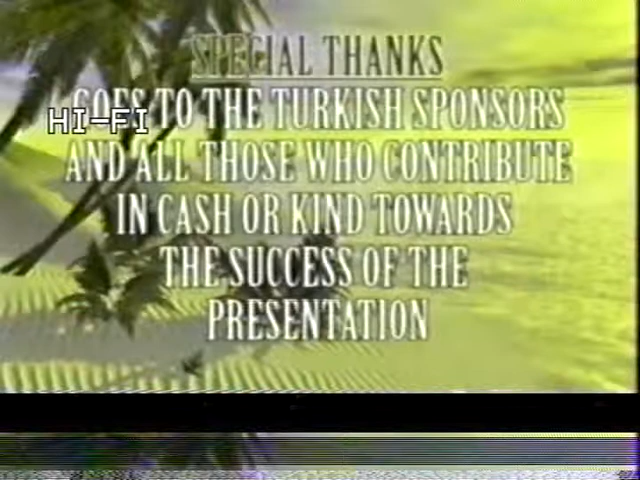 SPECIAL THANKS
GOES TO THE TURKISH SPONSORS
HI-FI
AND ALL THOSE WHO CONTRIBUTE
IN CASH OR KIND TOWARDS
THE SUCCESS OF THE
PRESENTATION